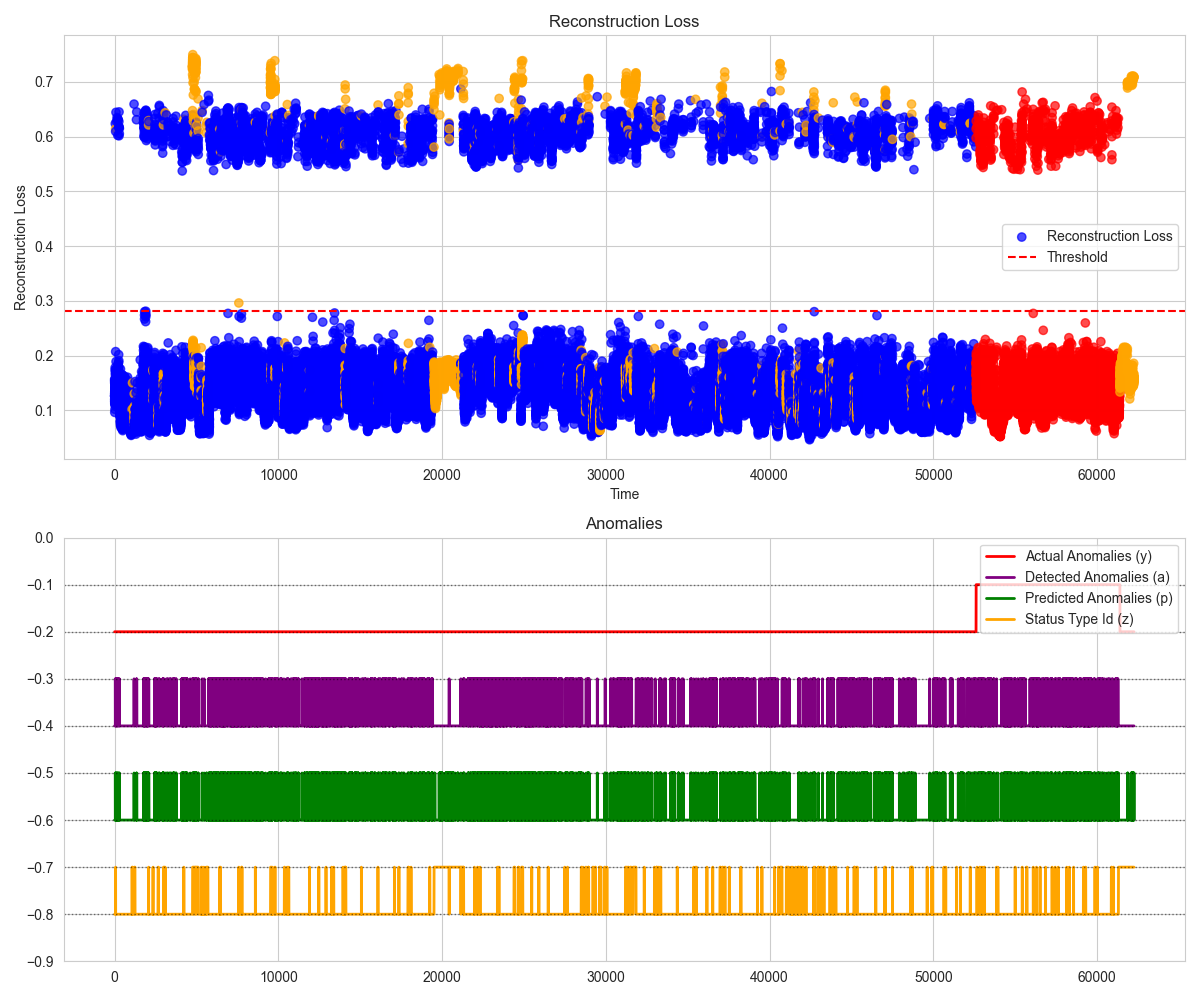 Reconstruction Loss
Reconstruction Loss
0.7
0.6
0.5
0.4
0.3
0.2
0.1
Reconstruction Loss
Threshold
0 10000 20000 30000 40000 50000 60000
Time
Anomalies
0.0
−0.1
−0.2
−0.3
−0.4
−0.5
−0.6
−0.7
−0.8
−0.9
Actual Anomalies (y)
Detected Anomalies (a)
Predicted Anomalies (p)
Status Type Id (z)
0 10000 20000 30000 40000 50000 60000